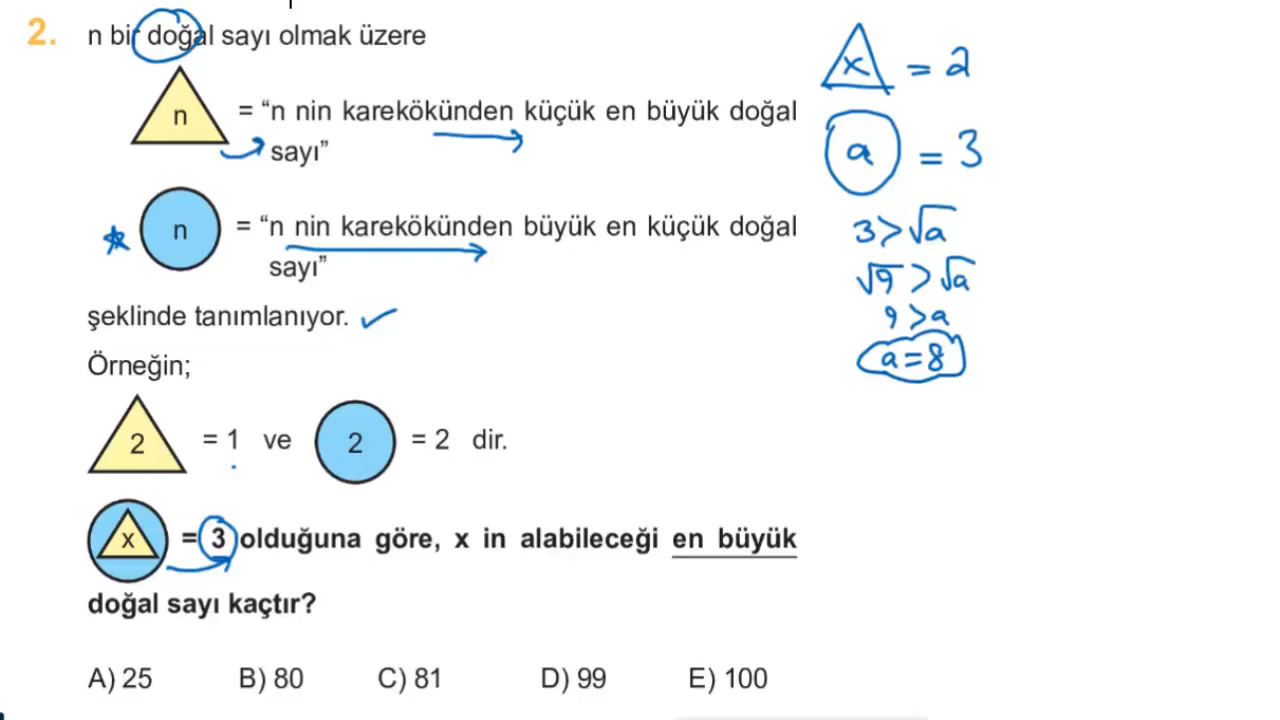 2. n bir doğal sayı olmak üzere
n = “n nin karekökünden küçük en büyük doğal
sayı”
n = “n nin karekökünden büyük en küçük doğal
sayı”
şeklinde tanımlanıyor.
Örneğin;
2 = 1 ve 2 = 2 dir.
x = 3 olduğuna göre, x in alabileceği en büyük
doğal sayı kaçtır?
A) 25 B) 80 C) 81 D) 99 E) 100
x = 2
a = 3
3 > √a
√9 > √a
9 > a
a = 8